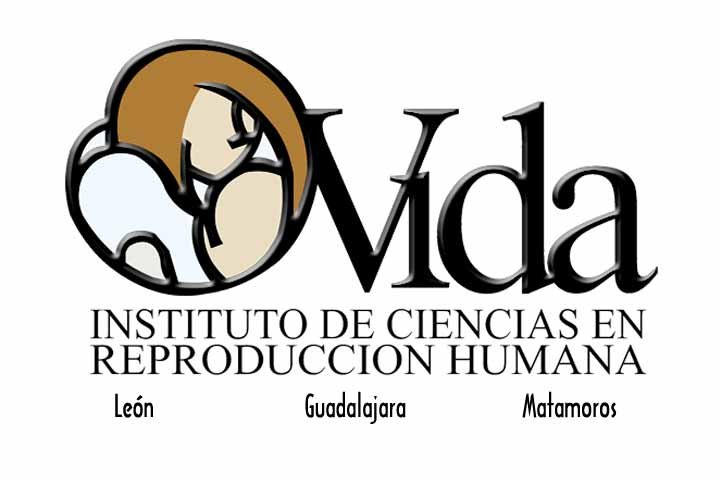 Vida
INSTITUTO DE CIENCIAS EN
REPRODUCCION HUMANA
León Guadalajara Matamoros